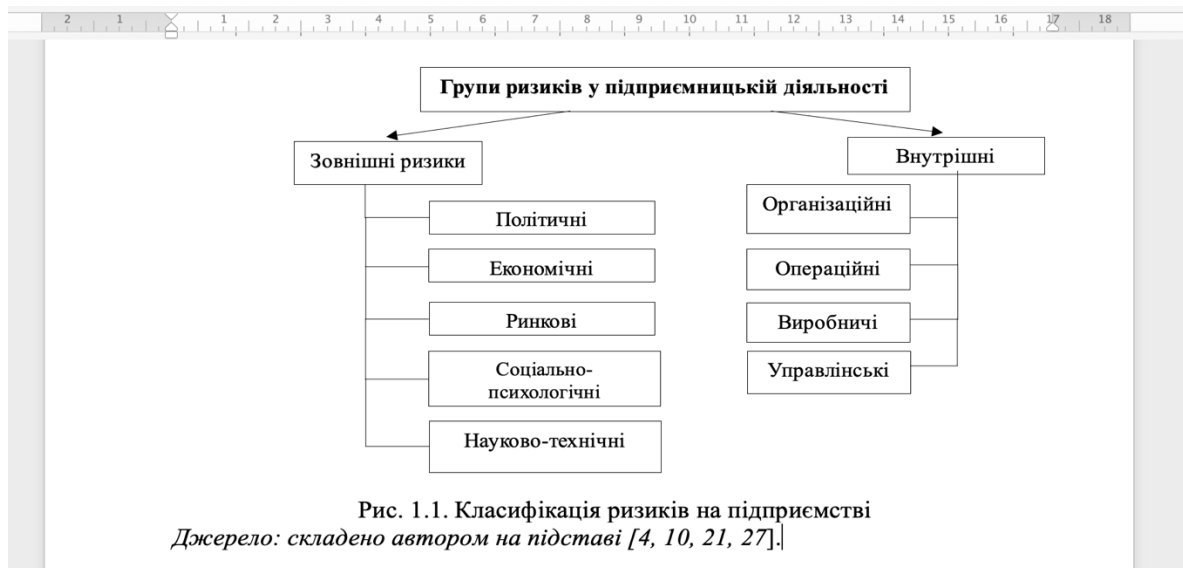 2 1 1 2 3 4 5 6 7 8 9 10 11 12 13 14 15 16 17 18
Групи ризиків у підприємницькій діяльності
Зовнішні ризики
Внутрішні
Політичні
Економічні
Ринкові
Соціально-
психологічні
Науково-технічні
Організаційні
Операційні
Виробничі
Управлінські
Рис. 1.1. Класифікація ризиків на підприємстві
Джерело: складено автором на підставі [4, 10, 21, 27].